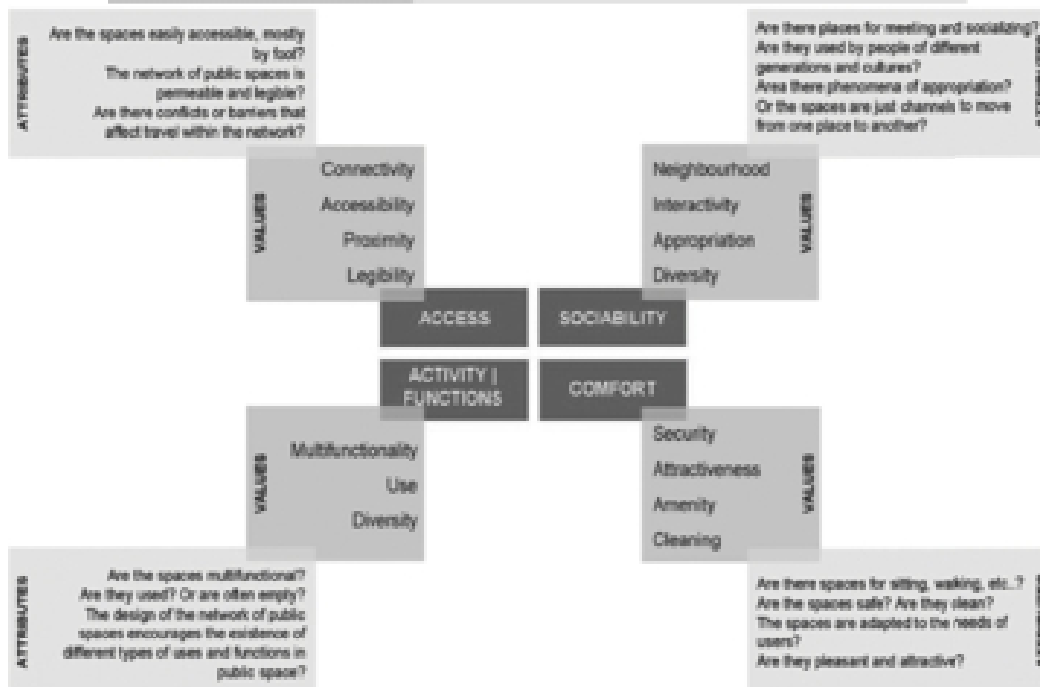 ATTRIBUTES
Are the spaces easily accessible, mostly
by foot?
The network of public spaces is
permeable and legible?
Are there conflicts or barriers that
affect travel within the network?
Are there places for meeting and socializing?
Are they used by people of different
generations and cultures?
Area there phenomena of appropriation?
Or the spaces are just channels to move
from one place to another?
ATTRIBUTES
VALUES
Connectivity
Accessibility
Proximity
Legibility
Neighbourhood
Interactivity
Appropriation
Diversity
VALUES
ACCESS
SOCIABILITY
ACTIVITY |
FUNCTIONS
COMFORT
VALUES
Multifunctionality
Use
Diversity
Security
Attractiveness
Amenity
Cleaning
VALUES
ATTRIBUTES
Are the spaces multifunctional?
Are they used? Or are often empty?
The design of the network of public
spaces encourages the existence of
different types of uses and functions in
public space?
Are there spaces for sitting, walking, etc..?
Are the spaces safe? Are they clean?
The spaces are adapted to the needs of
users?
Are they pleasant and attractive?
ATTRIBUTES